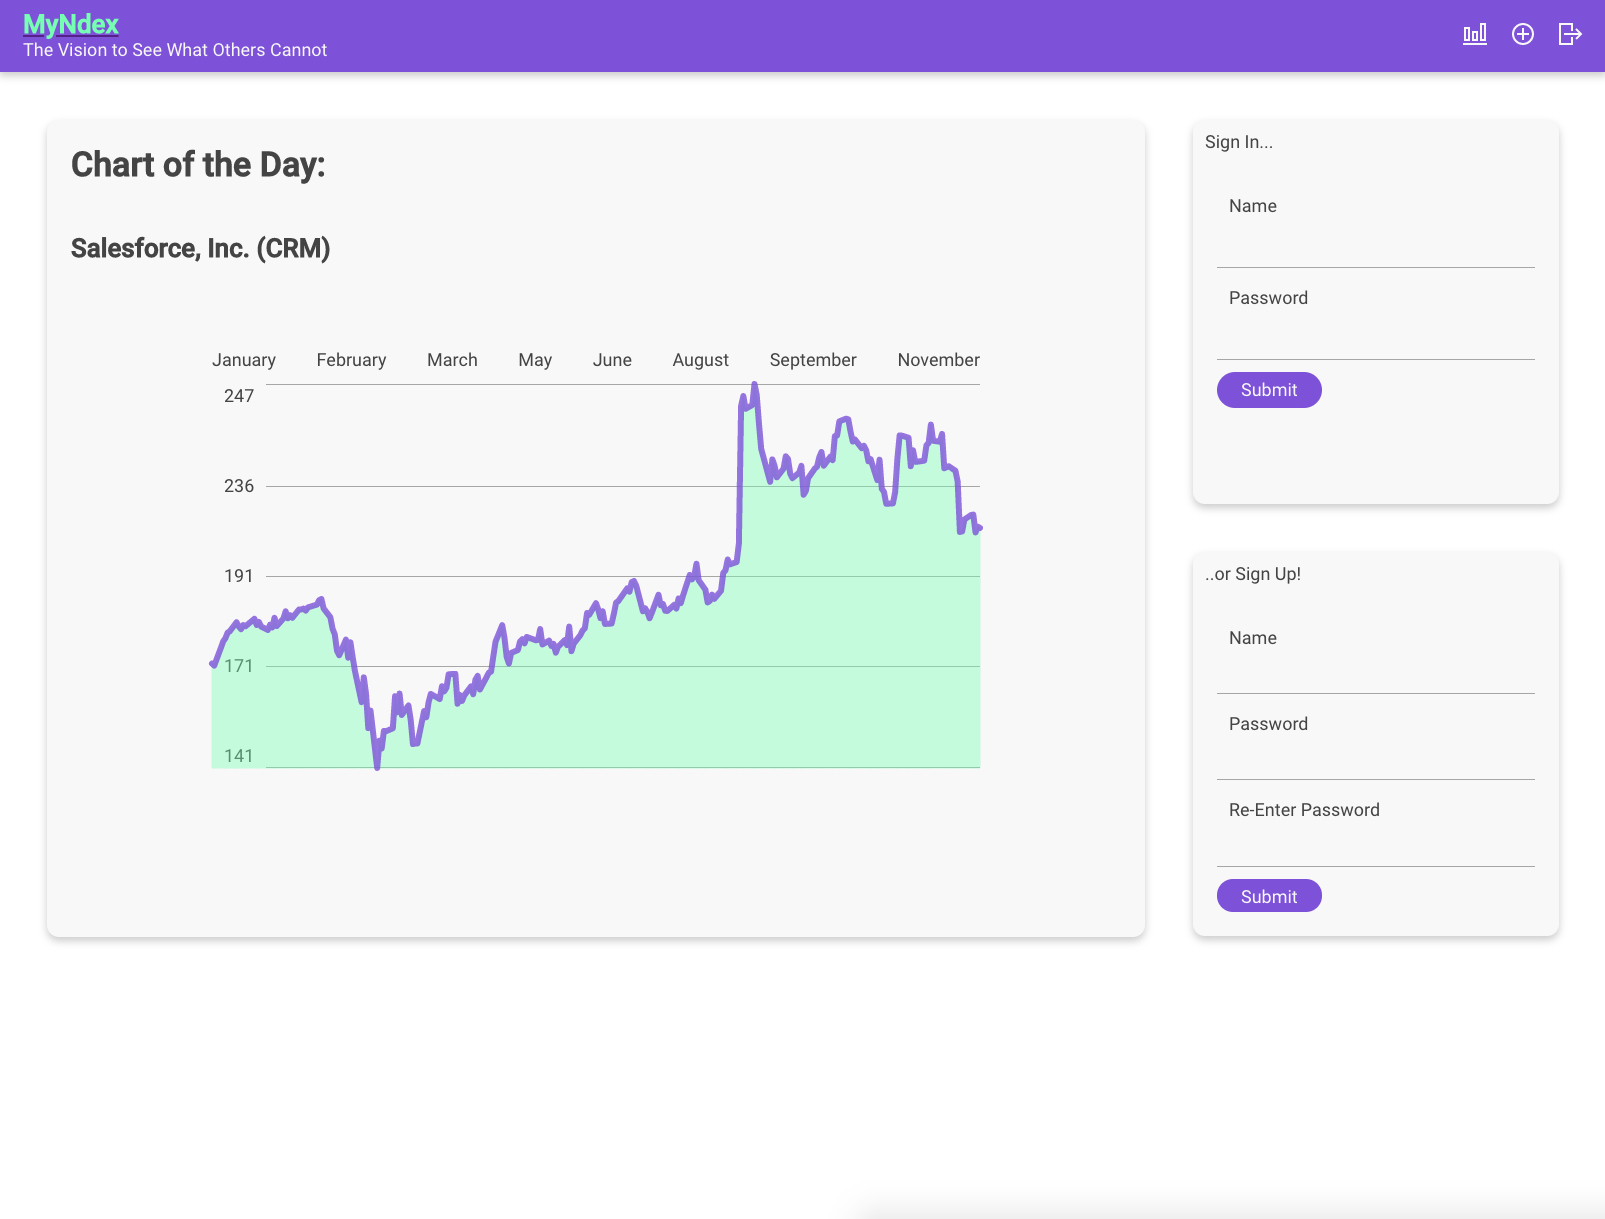 MyNdex
The Vision to See What Others Cannot
Chart of the Day:
Salesforce, Inc. (CRM)
January February March May June August September November
247
236
191
171
141
Sign In...
Name
Password
Submit
..or Sign Up!
Name
Password
Re-Enter Password
Submit